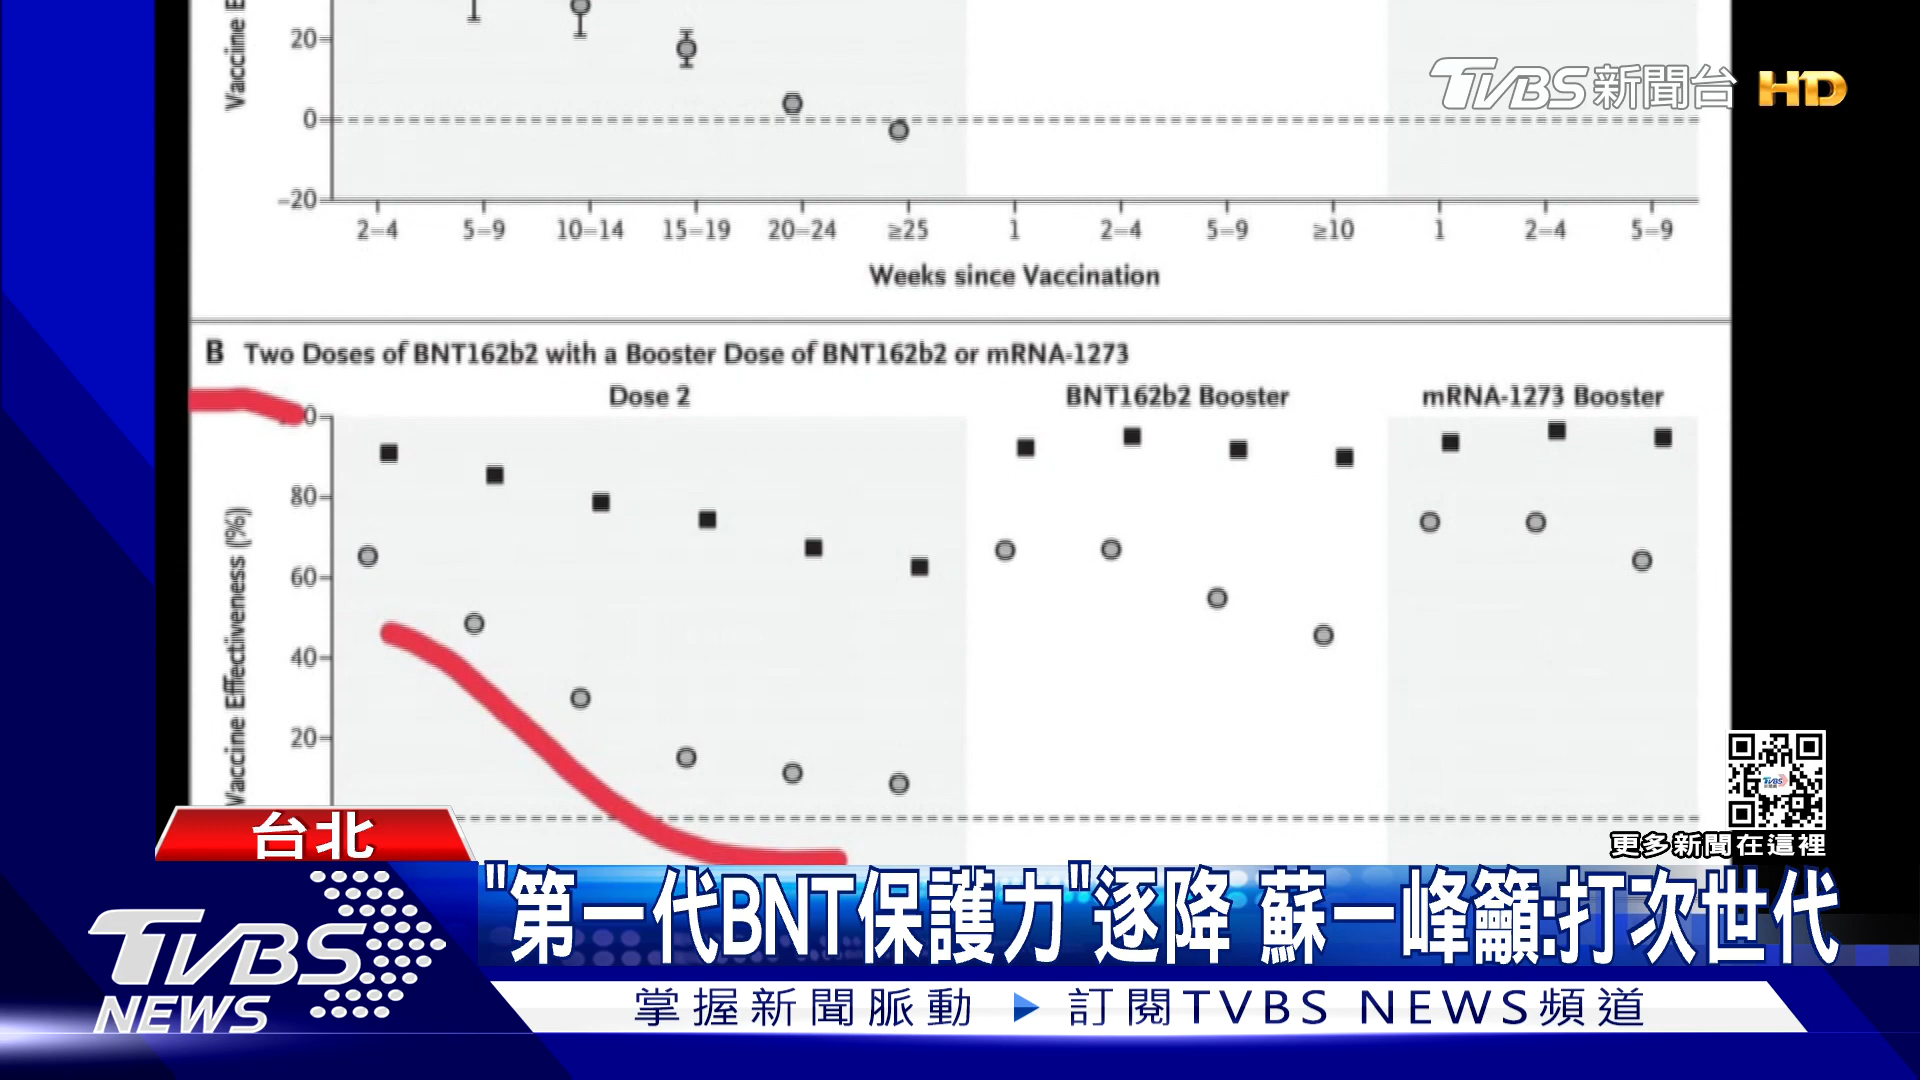 Vaccine E
20
0
-20
2–4 5–9 10–14 15–19 20–24 ≥25 1 2–4 5–9 ≥10 1 2–4 5–9
Weeks since Vaccination
TVBS新聞台 HD
B Two Doses of BNT162b2 with a Booster Dose of BNT162b2 or mRNA-1273
Dose 2 BNT162b2 Booster mRNA-1273 Booster
Vaccine Effectiveness (%)
0
80
60
40
20
TVBS
更多新聞在這裡
台北
"第一代BNT保護力"逐降 蘇一峰籲:打次世代
TVBS NEWS
掌握新聞脈動 ▶ 訂閱TVBS NEWS頻道